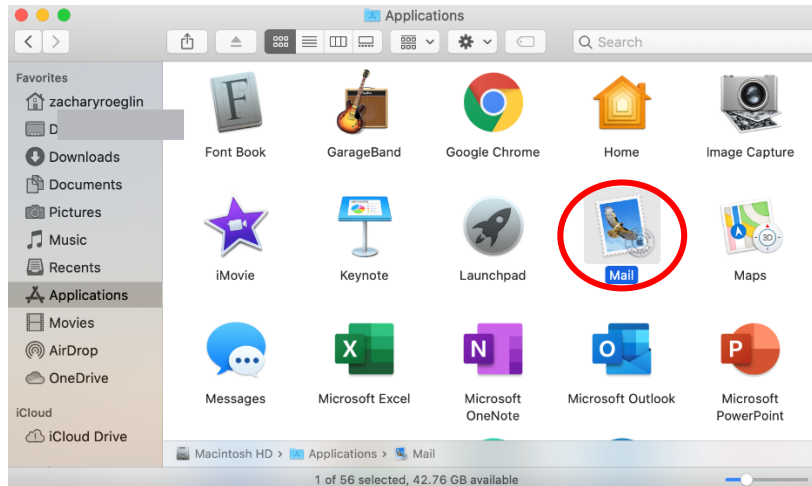 Applications
Search
Favorites
zacharyroeglin
D
Downloads
Documents
Pictures
Music
Recents
Applications
Movies
AirDrop
OneDrive
iCloud
iCloud Drive
Font Book
GarageBand
Google Chrome
Home
Image Capture
iMovie
Keynote
Launchpad
Mail
3D
Maps
Messages
X
Microsoft Excel
N
Microsoft
OneNote
O
Microsoft Outlook
P
Microsoft
PowerPoint
Macintosh HD › Applications › Mail
1 of 56 selected, 42.76 GB available